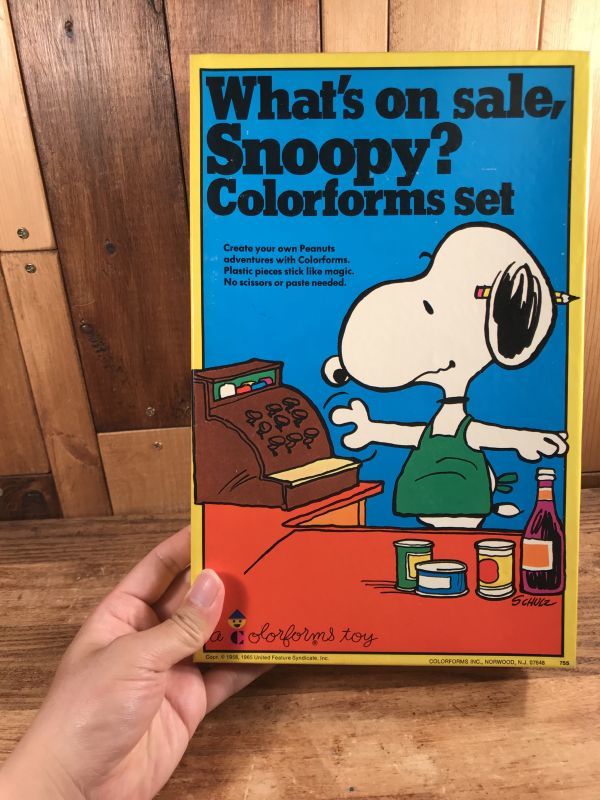 What's on sale,
Snoopy?
Colorforms set
Create your own Peanuts
adventures with Colorforms.
Plastic pieces stick like magic.
No scissors or paste needed.
SCHULZ
a Colorforms® toy
Copr. © 1958, 1965 United Feature Syndicate, Inc.
COLORFORMS INC., NORWOOD, N.J. 07648 755